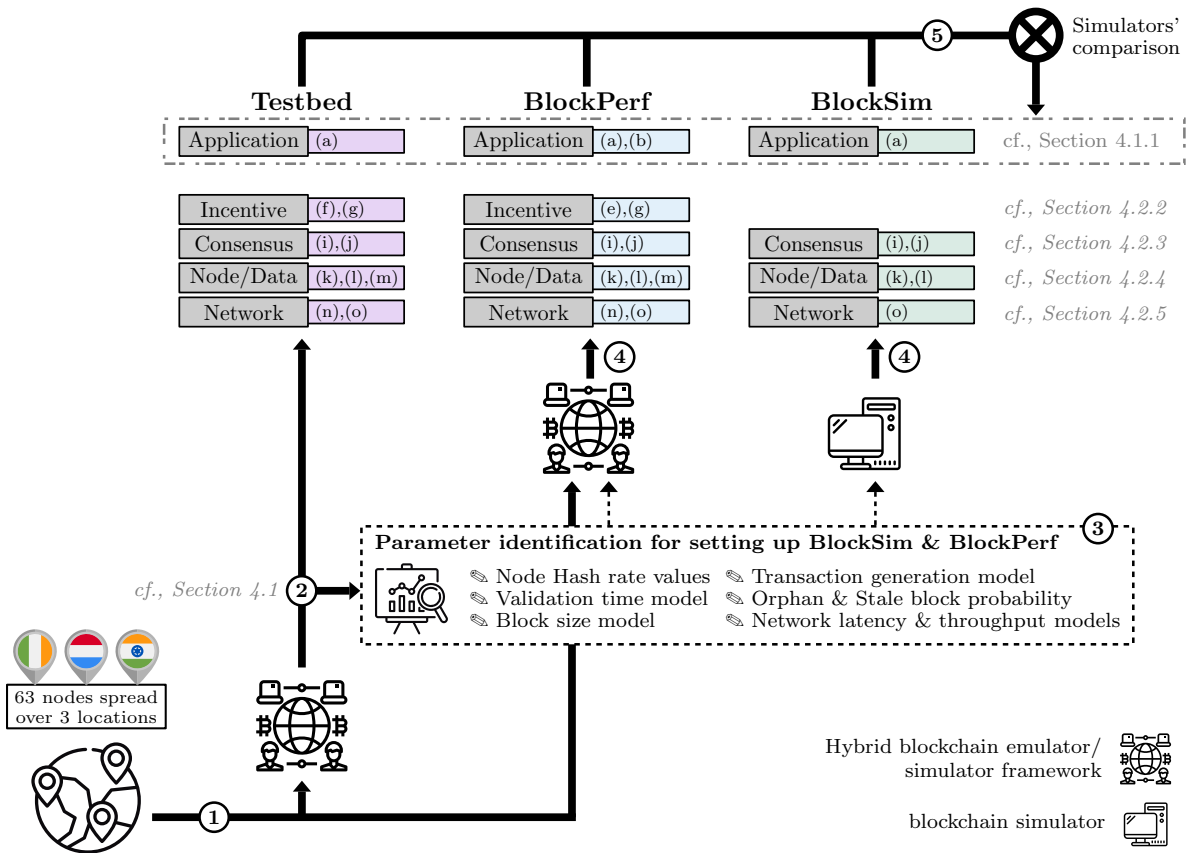 5
Simulators'
comparison
Testbed
BlockPerf
BlockSim
Application (a)
Application (a),(b)
Application (a)
cf., Section 4.1.1
Incentive (f),(g)
Incentive (e),(g)
cf., Section 4.2.2
Consensus (i),(j)
Consensus (i),(j)
Consensus (i),(j)
cf., Section 4.2.3
Node/Data (k),(l),(m)
Node/Data (k),(l),(m)
Node/Data (k),(l)
cf., Section 4.2.4
Network (n),(o)
Network (n),(o)
Network (o)
cf., Section 4.2.5
4
4
3
Parameter identification for setting up BlockSim & BlockPerf
Node Hash rate values
Validation time model
Block size model
Transaction generation model
Orphan & Stale block probability
Network latency & throughput models
cf., Section 4.1
2
63 nodes spread
over 3 locations
1
Hybrid blockchain emulator/
simulator framework
blockchain simulator